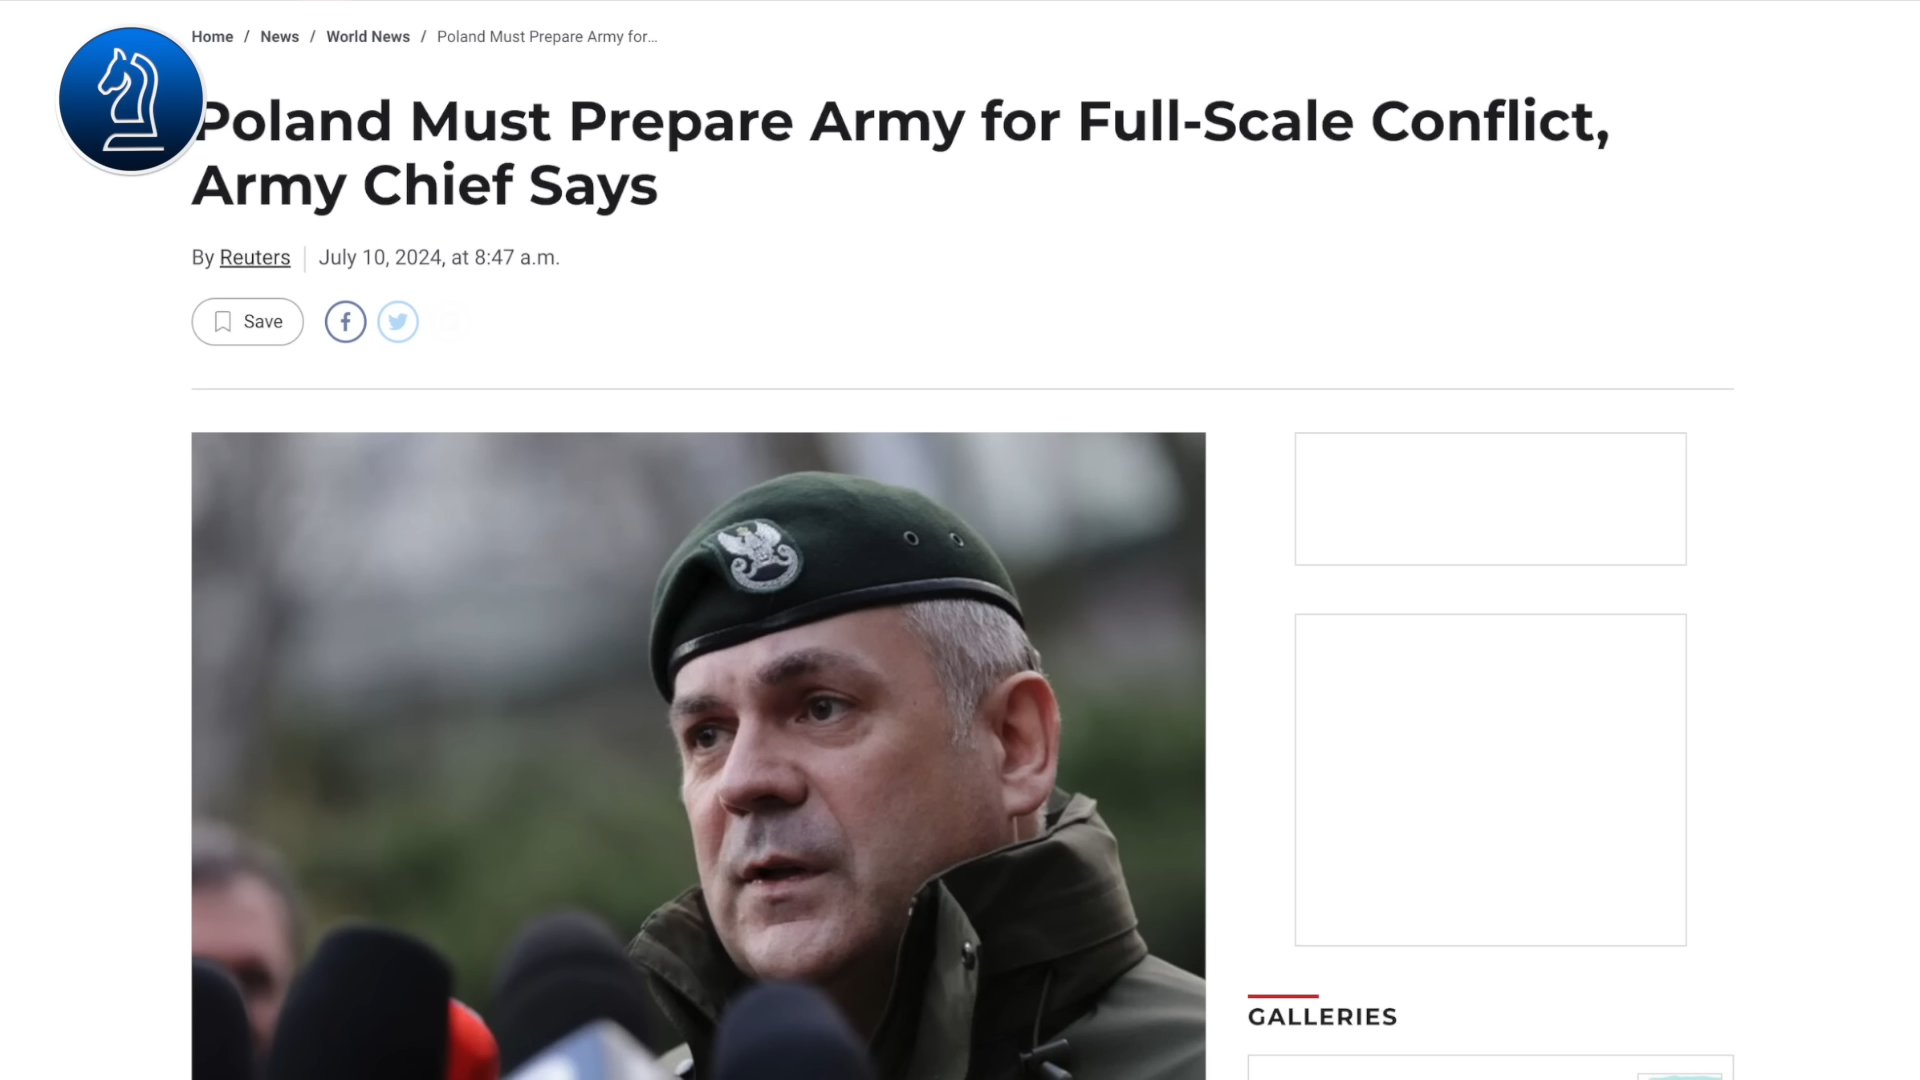 Home / News / World News / Poland Must Prepare Army for...
Poland Must Prepare Army for Full-Scale Conflict,
Army Chief Says
By Reuters July 10, 2024, at 8:47 a.m.
Save
GALLERIES